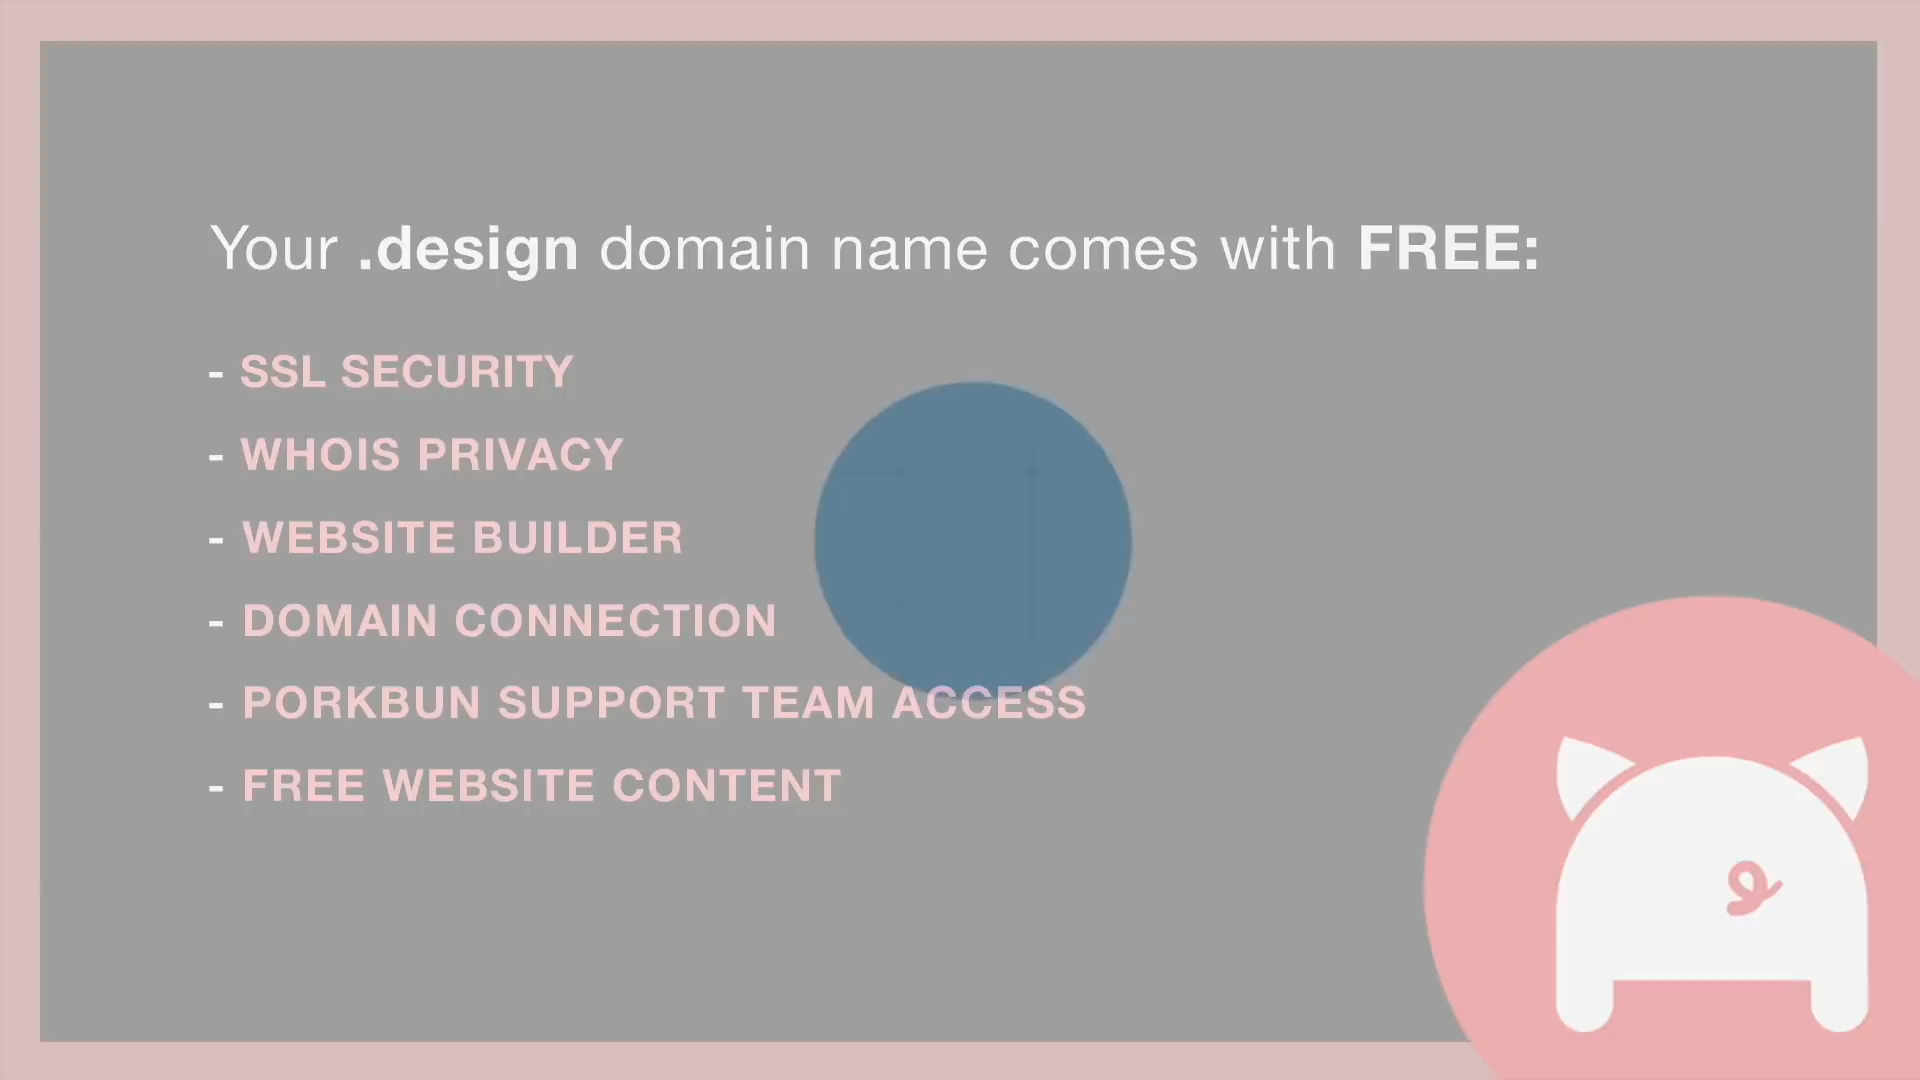 Your .design domain name comes with FREE:
- SSL SECURITY
- WHOIS PRIVACY
- WEBSITE BUILDER
- DOMAIN CONNECTION
- PORKBUN SUPPORT TEAM ACCESS
- FREE WEBSITE CONTENT